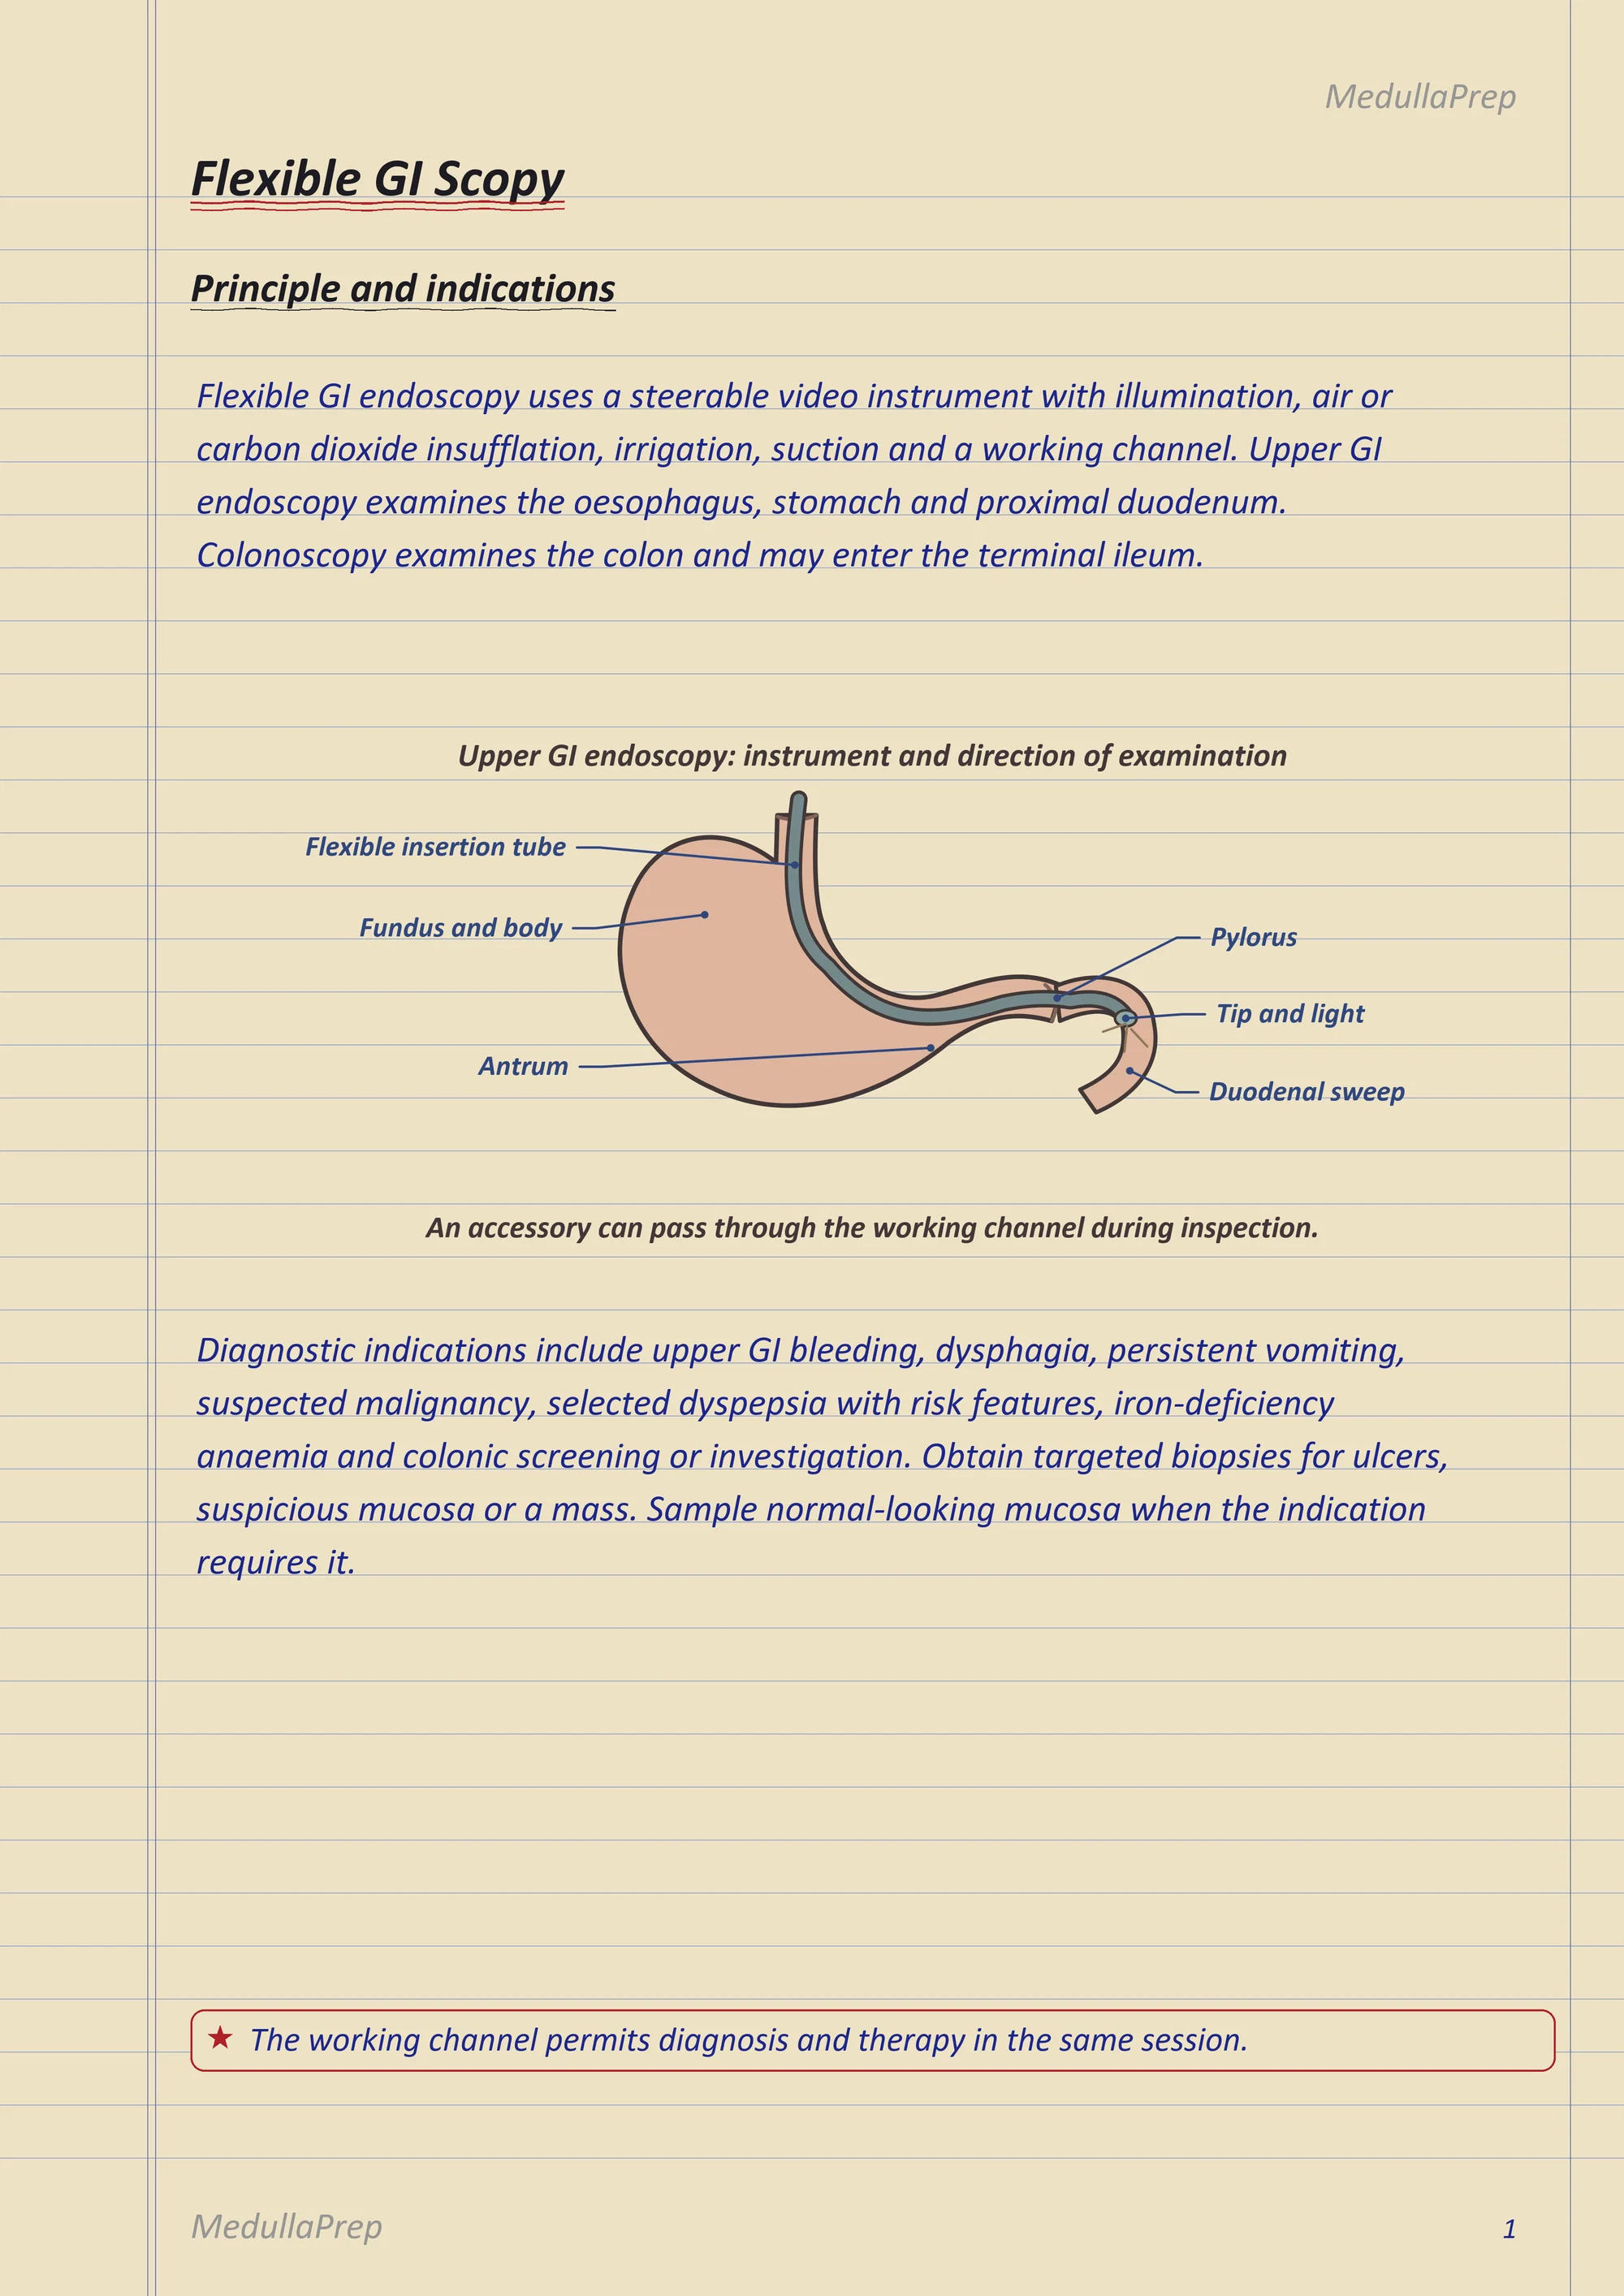 MedullaPrep
Flexible GI Scopy
Principle and indications
Flexible GI endoscopy uses a steerable video instrument with illumination, air or
carbon dioxide insufflation, irrigation, suction and a working channel. Upper GI
endoscopy examines the oesophagus, stomach and proximal duodenum.
Colonoscopy examines the colon and may enter the terminal ileum.
Upper GI endoscopy: instrument and direction of examination
Flexible insertion tube
Fundus and body
Pylorus
Tip and light
Antrum
Duodenal sweep
An accessory can pass through the working channel during inspection.
Diagnostic indications include upper GI bleeding, dysphagia, persistent vomiting,
suspected malignancy, selected dyspepsia with risk features, iron-deficiency
anaemia and colonic screening or investigation. Obtain targeted biopsies for ulcers,
suspicious mucosa or a mass. Sample normal-looking mucosa when the indication
requires it.
★ The working channel permits diagnosis and therapy in the same session.
MedullaPrep
1